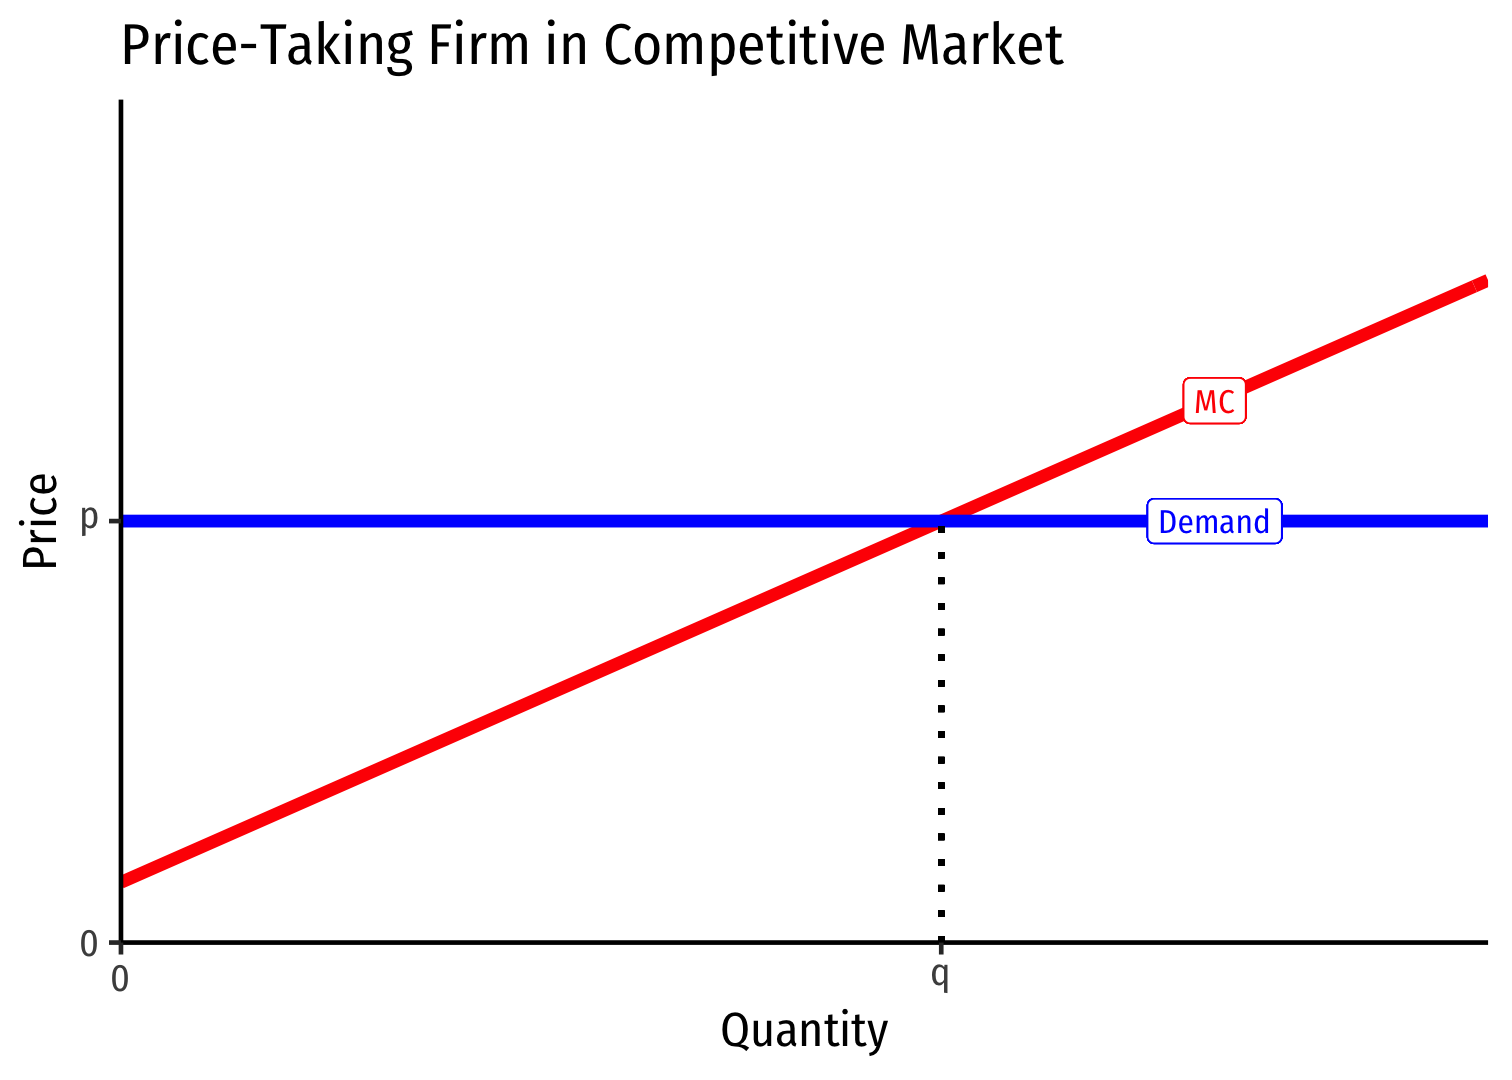 Price-Taking Firm in Competitive Market
MC
Demand
Price
p
0
0
q
Quantity